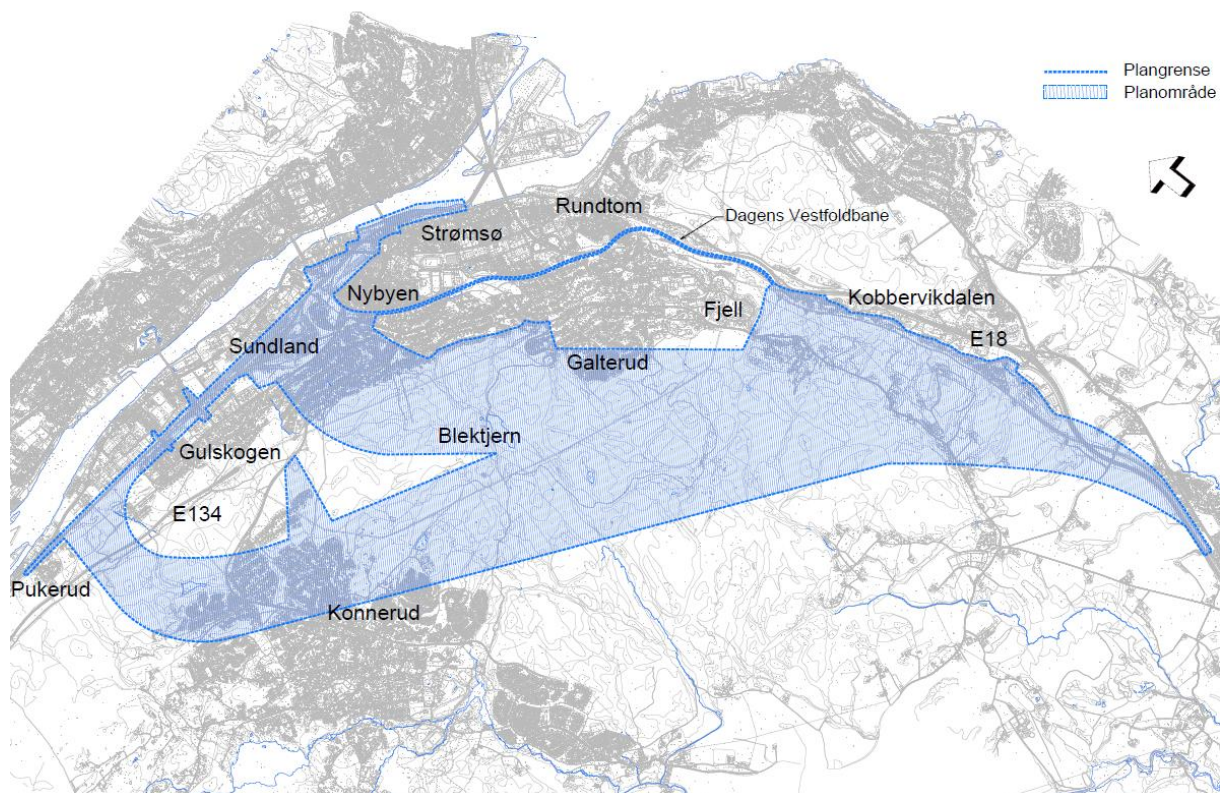 Plangrense
Planområde
Rundtom
Dagens Vestfoldbane
Strømsø
Nybyen
Fjell
Kobbervikdalen
E18
Sundland
Galterud
Blektjern
Gulskogen
E134
Pukerud
Konnerud